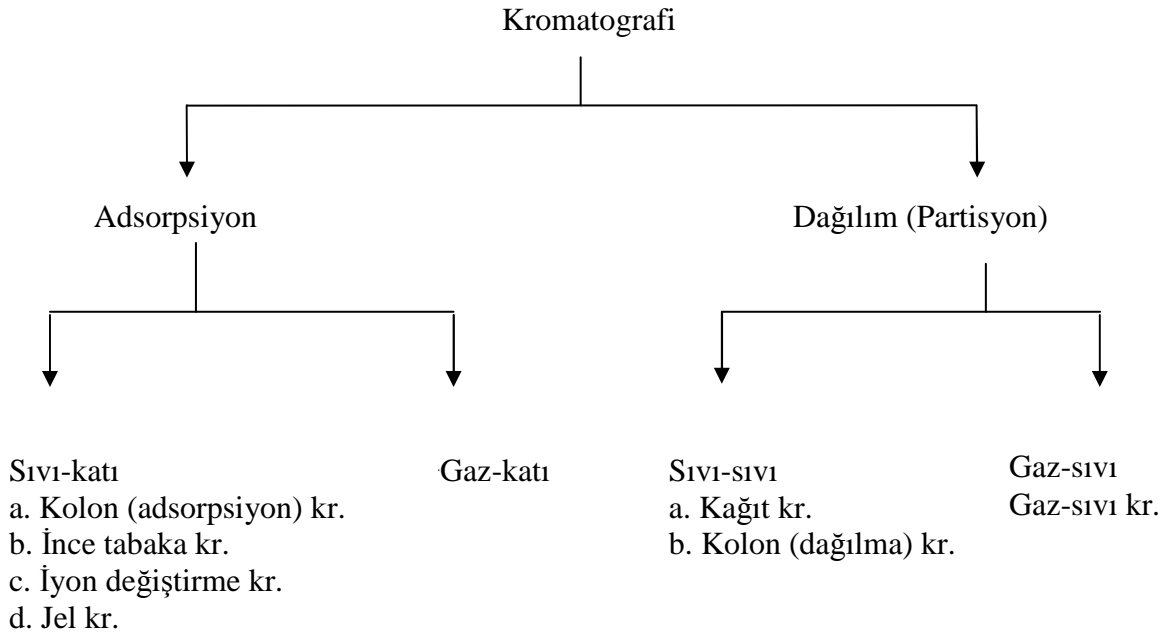 Kromatografi
Adsorpsiyon
Dağılım (Partisyon)
Sıvı-katı
a. Kolon (adsorpsiyon) kr.
b. İnce tabaka kr.
c. İyon değiştirme kr.
d. Jel kr.
Gaz-katı
Sıvı-sıvı
a. Kağıt kr.
b. Kolon (dağılma) kr.
Gaz-sıvı
Gaz-sıvı kr.